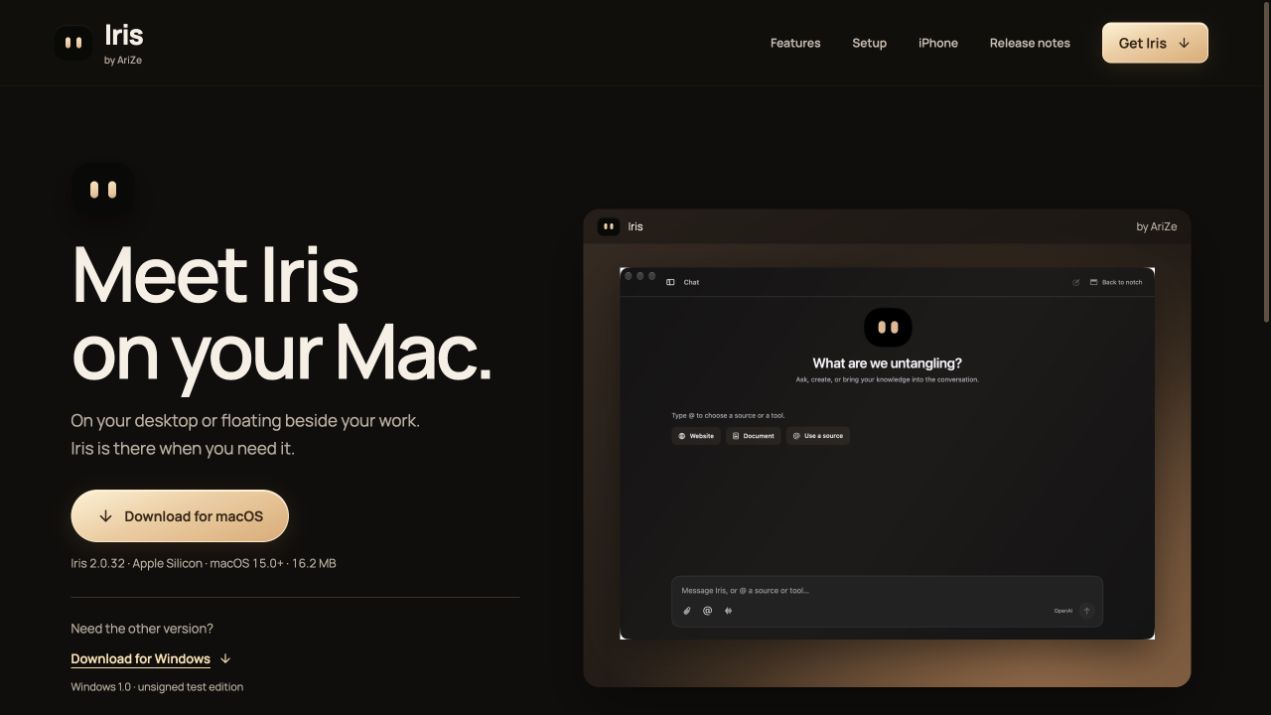 Iris
by AriZe
Features
Setup
iPhone
Release notes
Get Iris
Meet Iris
on your Mac.
On your desktop or floating beside your work.
Iris is there when you need it.
Download for macOS
Iris 2.0.32 · Apple Silicon · macOS 15.0+ · 16.2 MB
Need the other version?
Download for Windows
Windows 1.0 · unsigned test edition
Iris
by AriZe
Chat
Back to notch
What are we untangling?
Ask, create, or bring your knowledge into the conversation.
Type @ to choose a source or a tool.
Website
Document
Use a source
Message Iris, or @ a source or tool...
OpenAI